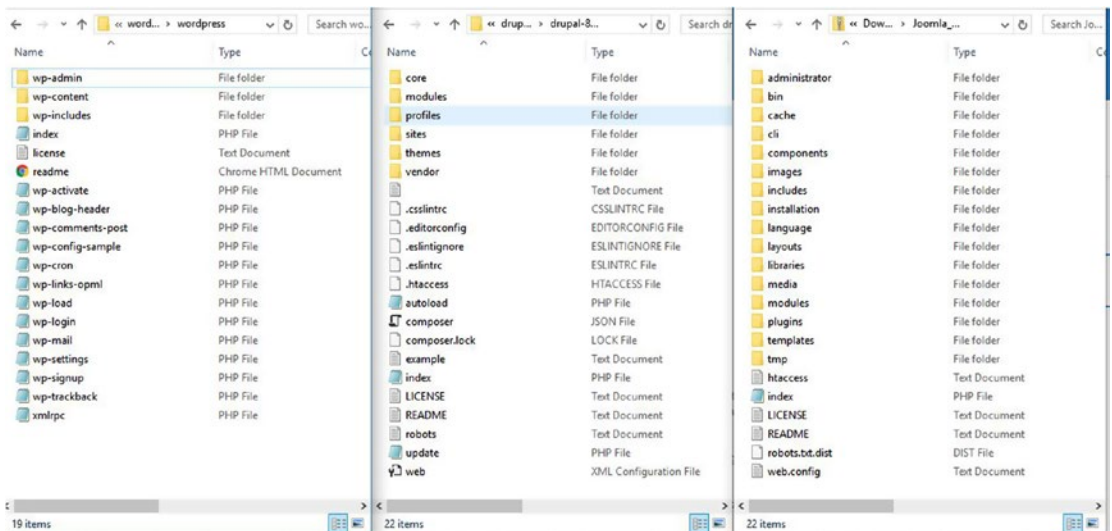 « word... › wordpress
Search wo...
Name Type
wp-admin File folder
wp-content File folder
wp-includes File folder
index PHP File
license Text Document
readme Chrome HTML Document
wp-activate PHP File
wp-blog-header PHP File
wp-comments-post PHP File
wp-config-sample PHP File
wp-cron PHP File
wp-links-opml PHP File
wp-load PHP File
wp-login PHP File
wp-mail PHP File
wp-settings PHP File
wp-signup PHP File
wp-trackback PHP File
xmlrpc PHP File
19 items
« drup... › drupal-8...
Search dr
Name Type
core File folder
modules File folder
profiles File folder
sites File folder
themes File folder
vendor File folder
Text Document
.csslintrc CSSLINTRC File
.editorconfig EDITORCONFIG File
.eslintignore ESLINTIGNORE File
.eslintrc ESLINTRC File
.htaccess HTACCESS File
autoload PHP File
composer JSON File
composer.lock LOCK File
example Text Document
index PHP File
LICENSE Text Document
README Text Document
robots Text Document
update PHP File
web XML Configuration File
22 items
« Dow... › Joomla_...
Search Jo...
Name Type
administrator File folder
bin File folder
cache File folder
cli File folder
components File folder
images File folder
includes File folder
installation File folder
language File folder
layouts File folder
libraries File folder
media File folder
modules File folder
plugins File folder
templates File folder
tmp File folder
htaccess Text Document
index PHP File
LICENSE Text Document
README Text Document
robots.txt.dist DIST File
web.config Text Document
22 items